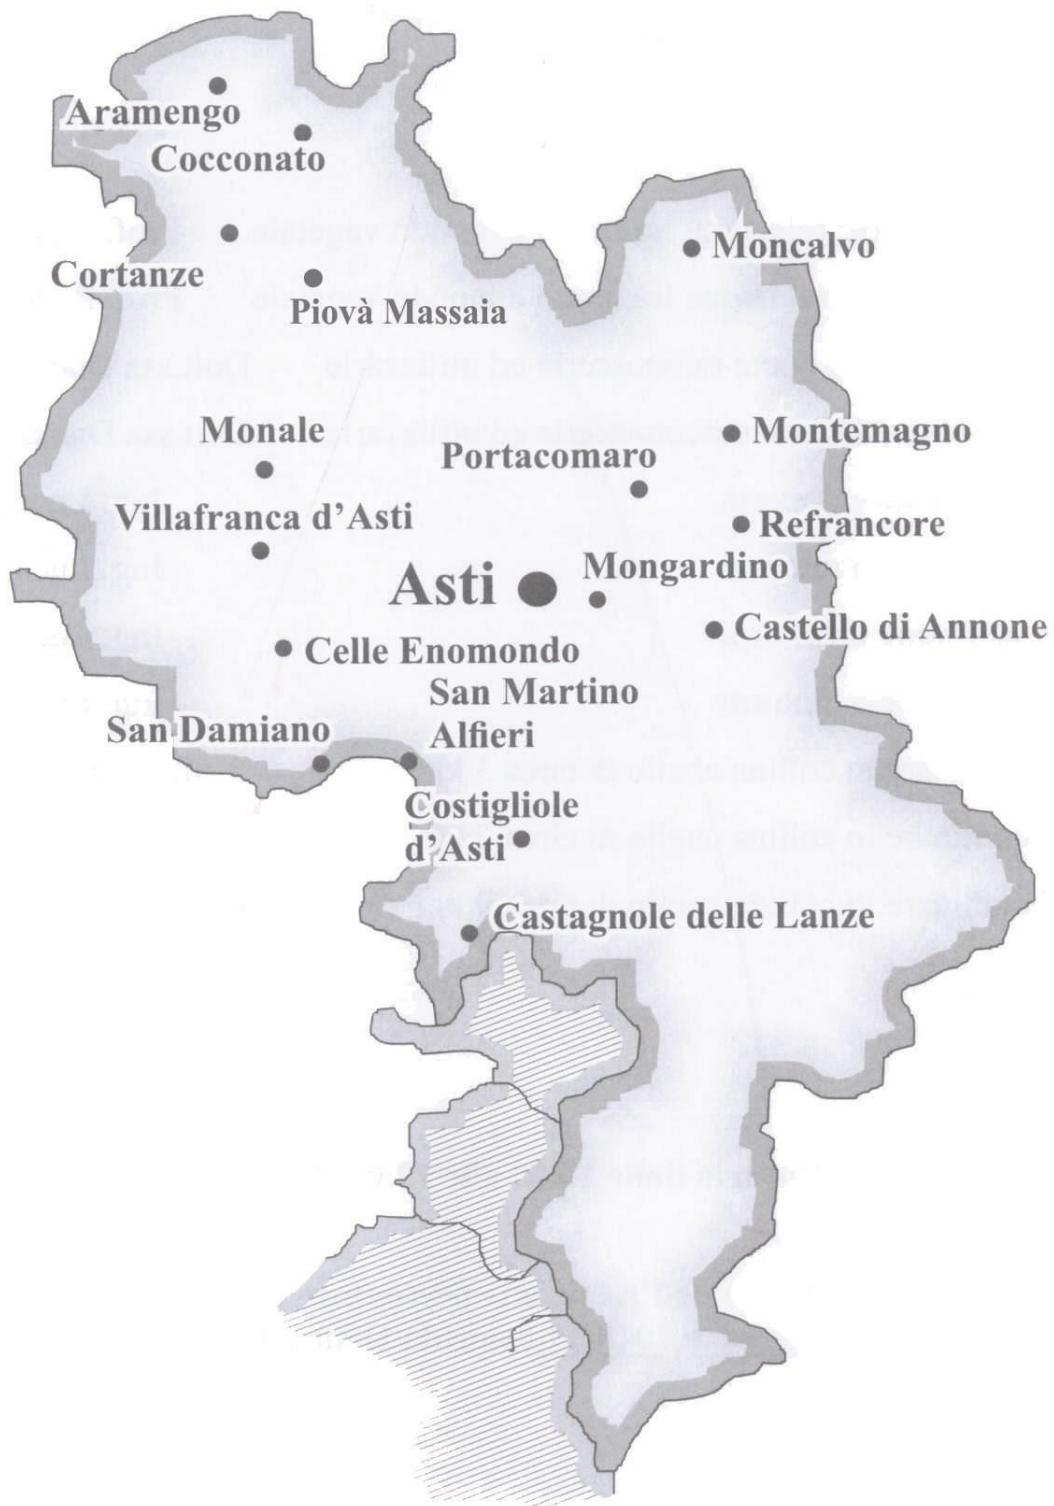 Aramengo
Cocconato
Moncalvo
Cortanze
Piovà Massaia
Monale
Montemagno
Portacomaro
Villafranca d’Asti
Refrancore
Asti
Mongardino
Castello di Annone
Celle Enomondo
San Martino
Alfieri
San Damiano
Costigliole
d’Asti
Castagnole delle Lanze